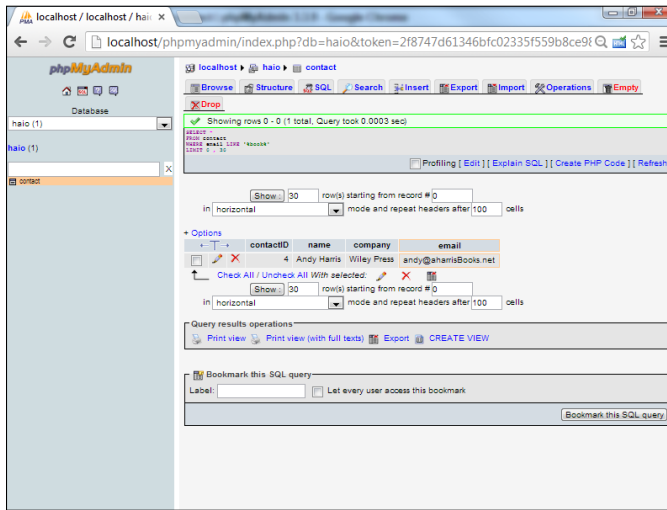 localhost / localhost / haio
localhost/phpmyadmin/index.php?db=haio&token=2f8747d61346bfc02335f559b8ce98
phpMyAdmin
Database
haio (1)
haio (1)
X
contact
localhost haio contact
Browse Structure SQL Search Insert Export Import Operations Empty
Drop
Showing rows 0 - 0 (1 total, Query took 0.0003 sec)
SELECT *
FROM contact
WHERE email LIKE '%book%'
LIMIT 0 , 30
Profiling [ Edit ] [ Explain SQL ] [ Create PHP Code ] [ Refresh
Show : 30 row(s) starting from record # 0
in horizontal mode and repeat headers after 100 cells
+ Options
contactID name company email
4 Andy Harris Wiley Press andy@aharrisBooks.net
Check All / Uncheck All With selected:
Show : 30 row(s) starting from record # 0
in horizontal mode and repeat headers after 100 cells
Query results operations
Print view Print view (with full texts) Export CREATE VIEW
Bookmark this SQL query
Label: Let every user access this bookmark
Bookmark this SQL query